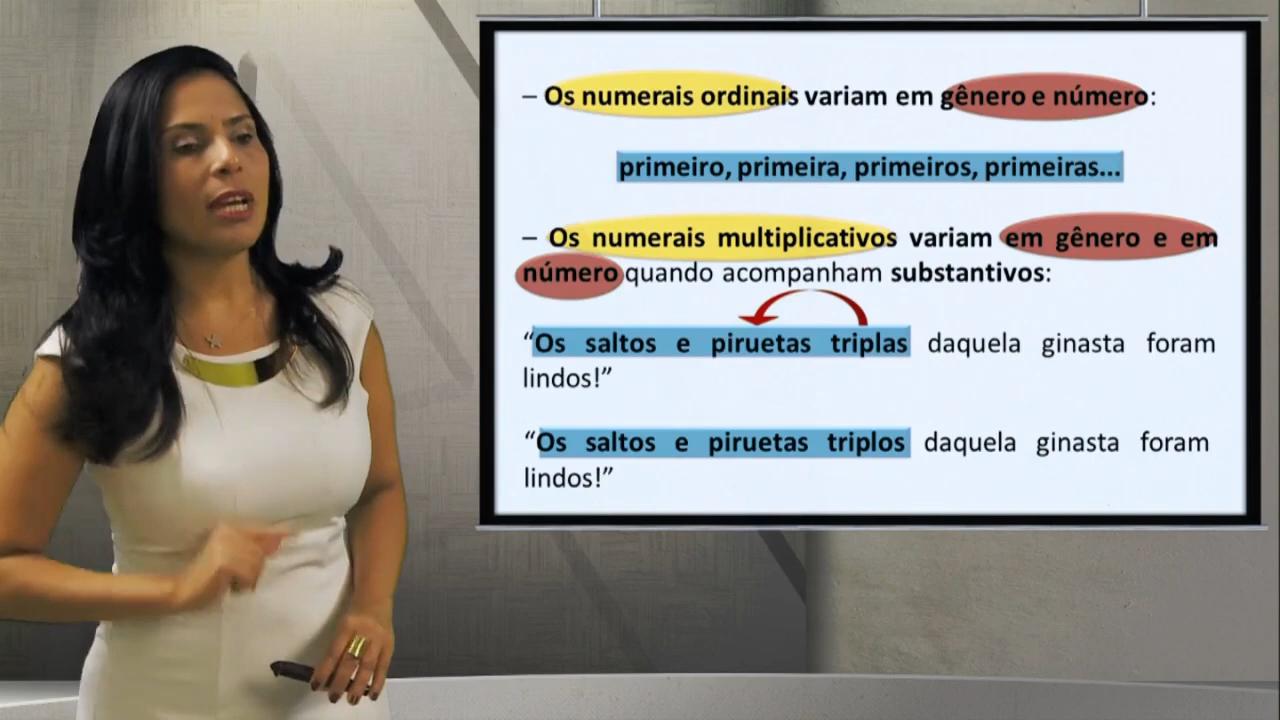 – Os numerais ordinais variam em gênero e número:
primeiro, primeira, primeiros, primeiras...
– Os numerais multiplicativos variam em gênero e em
número quando acompanham substantivos:
“Os saltos e piruetas triplas daquela ginasta foram
lindos!”
“Os saltos e piruetas triplos daquela ginasta foram
lindos!”